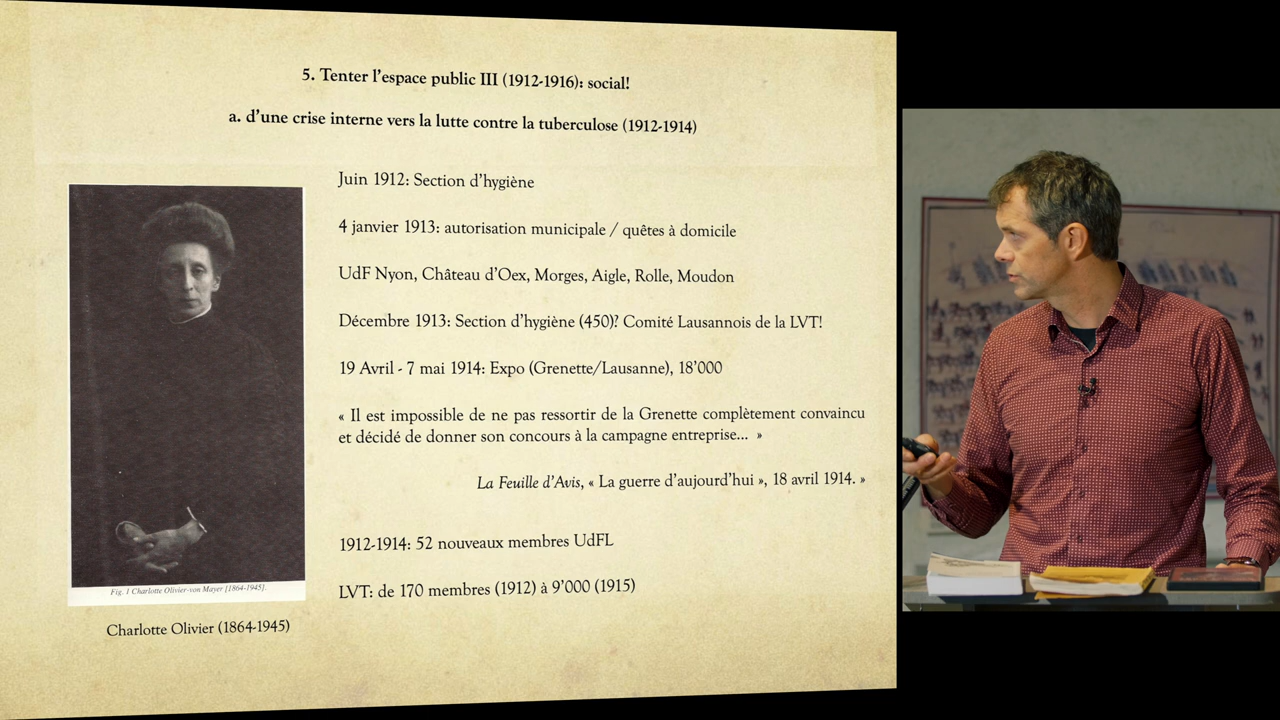 5. Tenter l'espace public III (1912-1916): social!
a. d'une crise interne vers la lutte contre la tuberculose (1912-1914)
Juin 1912: Section d'hygiène
4 janvier 1913: autorisation municipale / quêtes à domicile
UdF Nyon, Château d'Oex, Morges, Aigle, Rolle, Moudon
Décembre 1913: Section d'hygiène (450)? Comité Lausannois de la LVT!
19 Avril - 7 mai 1914: Expo (Grenette/Lausanne), 18'000
« Il est impossible de ne pas ressortir de la Grenette complètement convaincu
et décidé de donner son concours à la campagne entreprise... »
La Feuille d'Avis, « La guerre d'aujourd'hui », 18 avril 1914. »
1912-1914: 52 nouveaux membres UdFL
LVT: de 170 membres (1912) à 9'000 (1915)
Fig. 1 Charlotte Olivier-von Mayer [1864-1945].
Charlotte Olivier (1864-1945)